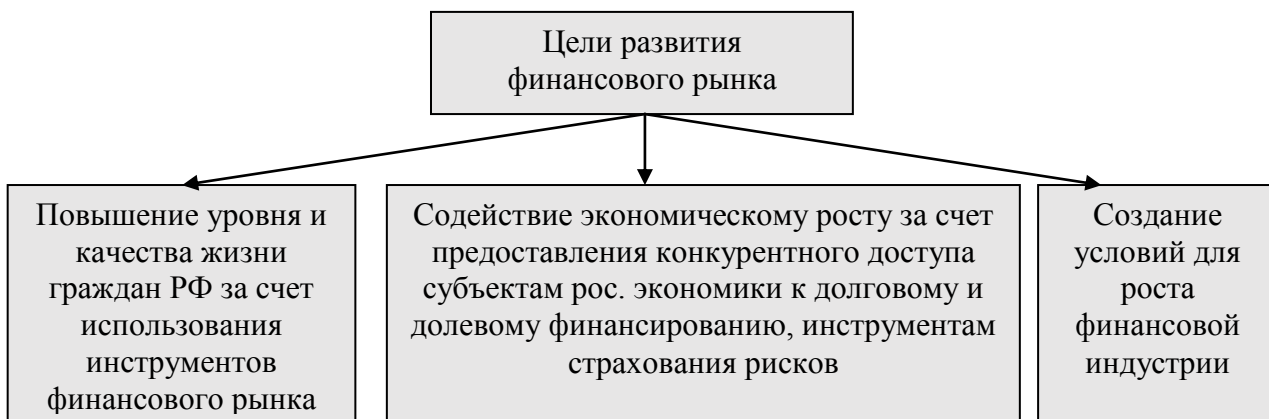 Цели развития
финансового рынка
Повышение уровня и
качества жизни
граждан РФ за счет
использования
инструментов
финансового рынка
Содействие экономическому росту за счет
предоставления конкурентного доступа
субъектам рос. экономики к долговому и
долевому финансированию, инструментам
страхования рисков
Создание
условий для
роста
финансовой
индустрии